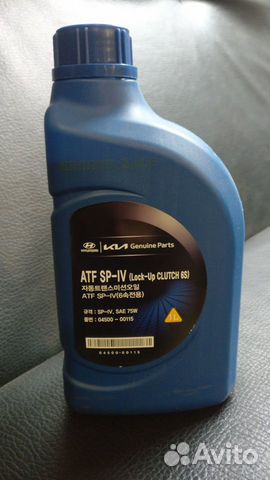 HYUNDAI KIA Genuine Parts
ATF SP-IV (Lock-Up CLUTCH 6S)
자동트랜스미션오일
ATF SP-IV(6속전용)
규격 : SP-IV, SAE 75W
품번 : 04500 - 00115
1L
04500-00115
Avito